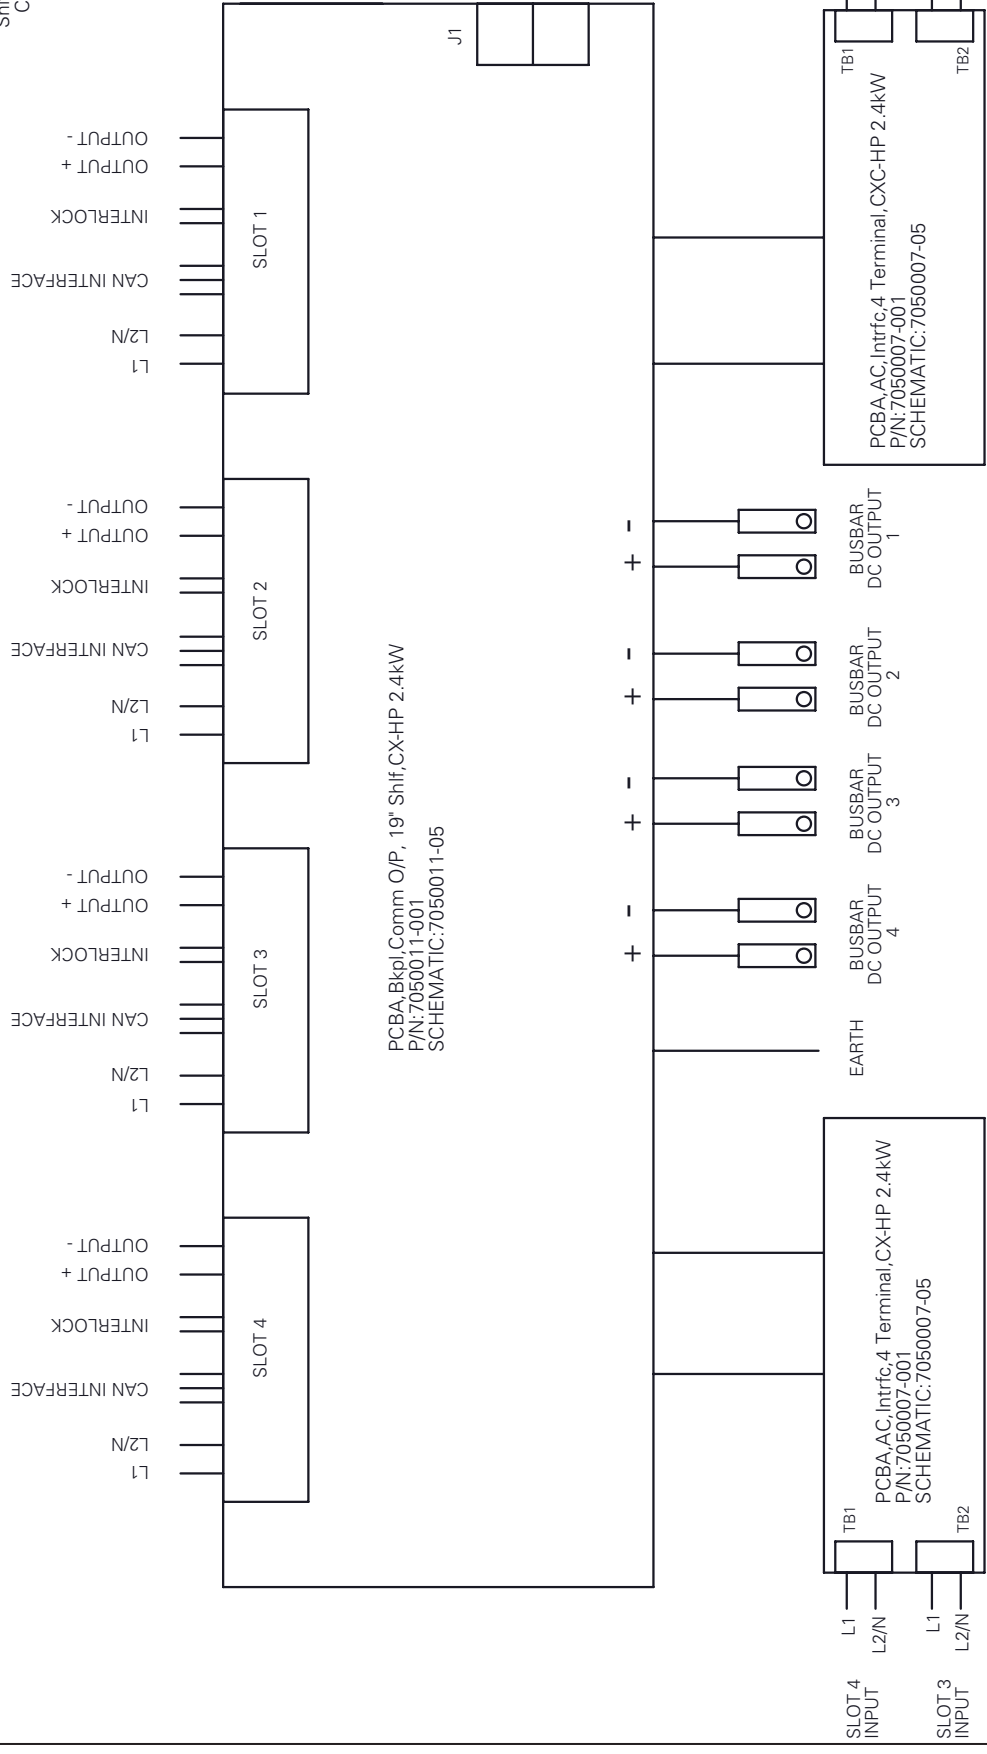 Shl
C
OUTPUT -
OUTPUT +
INTERLOCK
CAN INTERFACE
L2/N
L1
SLOT 1
OUTPUT -
OUTPUT +
INTERLOCK
CAN INTERFACE
L2/N
L1
SLOT 2
OUTPUT -
OUTPUT +
INTERLOCK
CAN INTERFACE
L2/N
L1
SLOT 3
OUTPUT -
OUTPUT +
INTERLOCK
CAN INTERFACE
L2/N
L1
SLOT 4
J1
PCBA,Bkpl,Comm O/P, 19" Shlf,CX-HP 2.4kW
P/N:7050011-001
SCHEMATIC:7050011-05
-
+
-
+
-
+
-
+
TB1
TB2
PCBA,AC,Intrfc,4 Terminal,CXC-HP 2.4kW
P/N:7050007-001
SCHEMATIC:7050007-05
BUSBAR
DC OUTPUT
1
BUSBAR
DC OUTPUT
2
BUSBAR
DC OUTPUT
3
BUSBAR
DC OUTPUT
4
EARTH
PCBA,AC,Intrfc,4 Terminal,CX-HP 2.4kW
P/N:7050007-001
SCHEMATIC:7050007-05
TB1
TB2
L1
L2/N
L1
L2/N
SLOT 4
INPUT
SLOT 3
INPUT